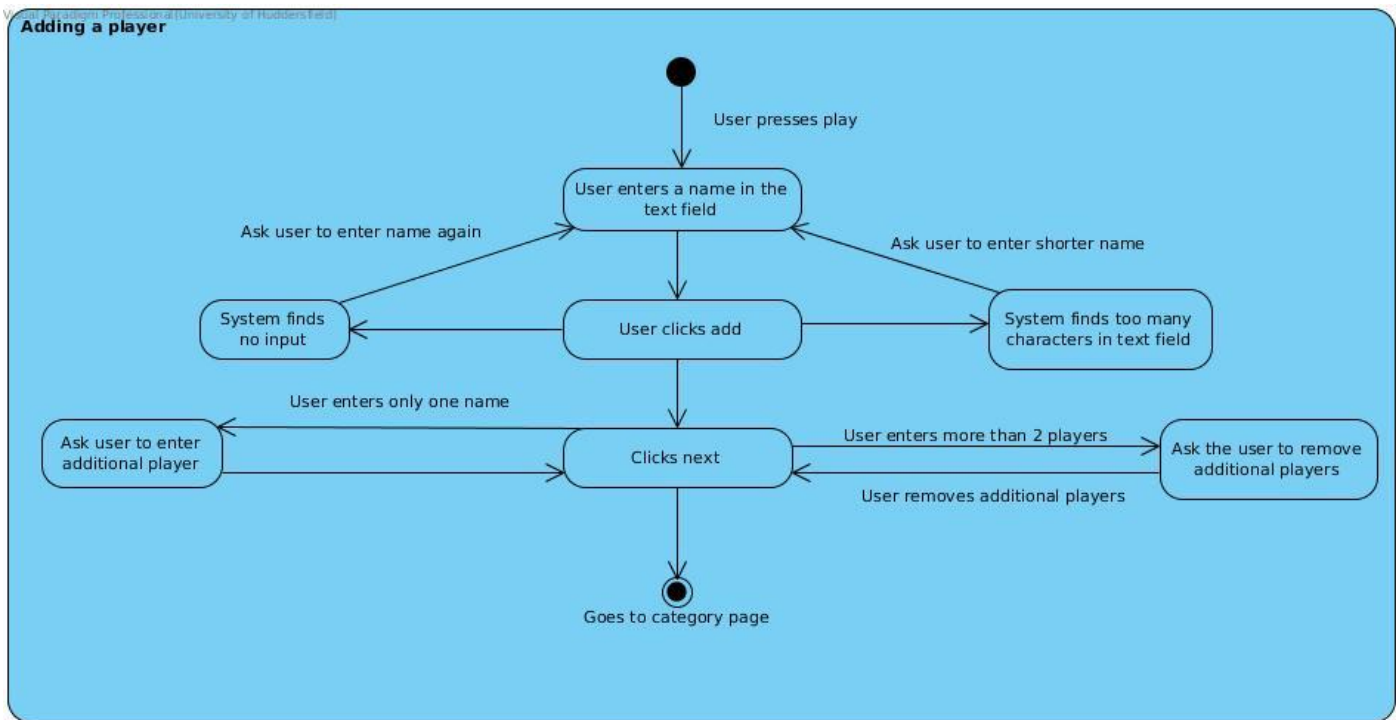 Visual Paradigm Professional(University of Huddersfield)
Adding a player
User presses play
User enters a name in the
text field
Ask user to enter name again
Ask user to enter shorter name
System finds
no input
User clicks add
System finds too many
characters in text field
User enters only one name
Ask user to enter
additional player
Clicks next
User enters more than 2 players
Ask the user to remove
additional players
User removes additional players
Goes to category page